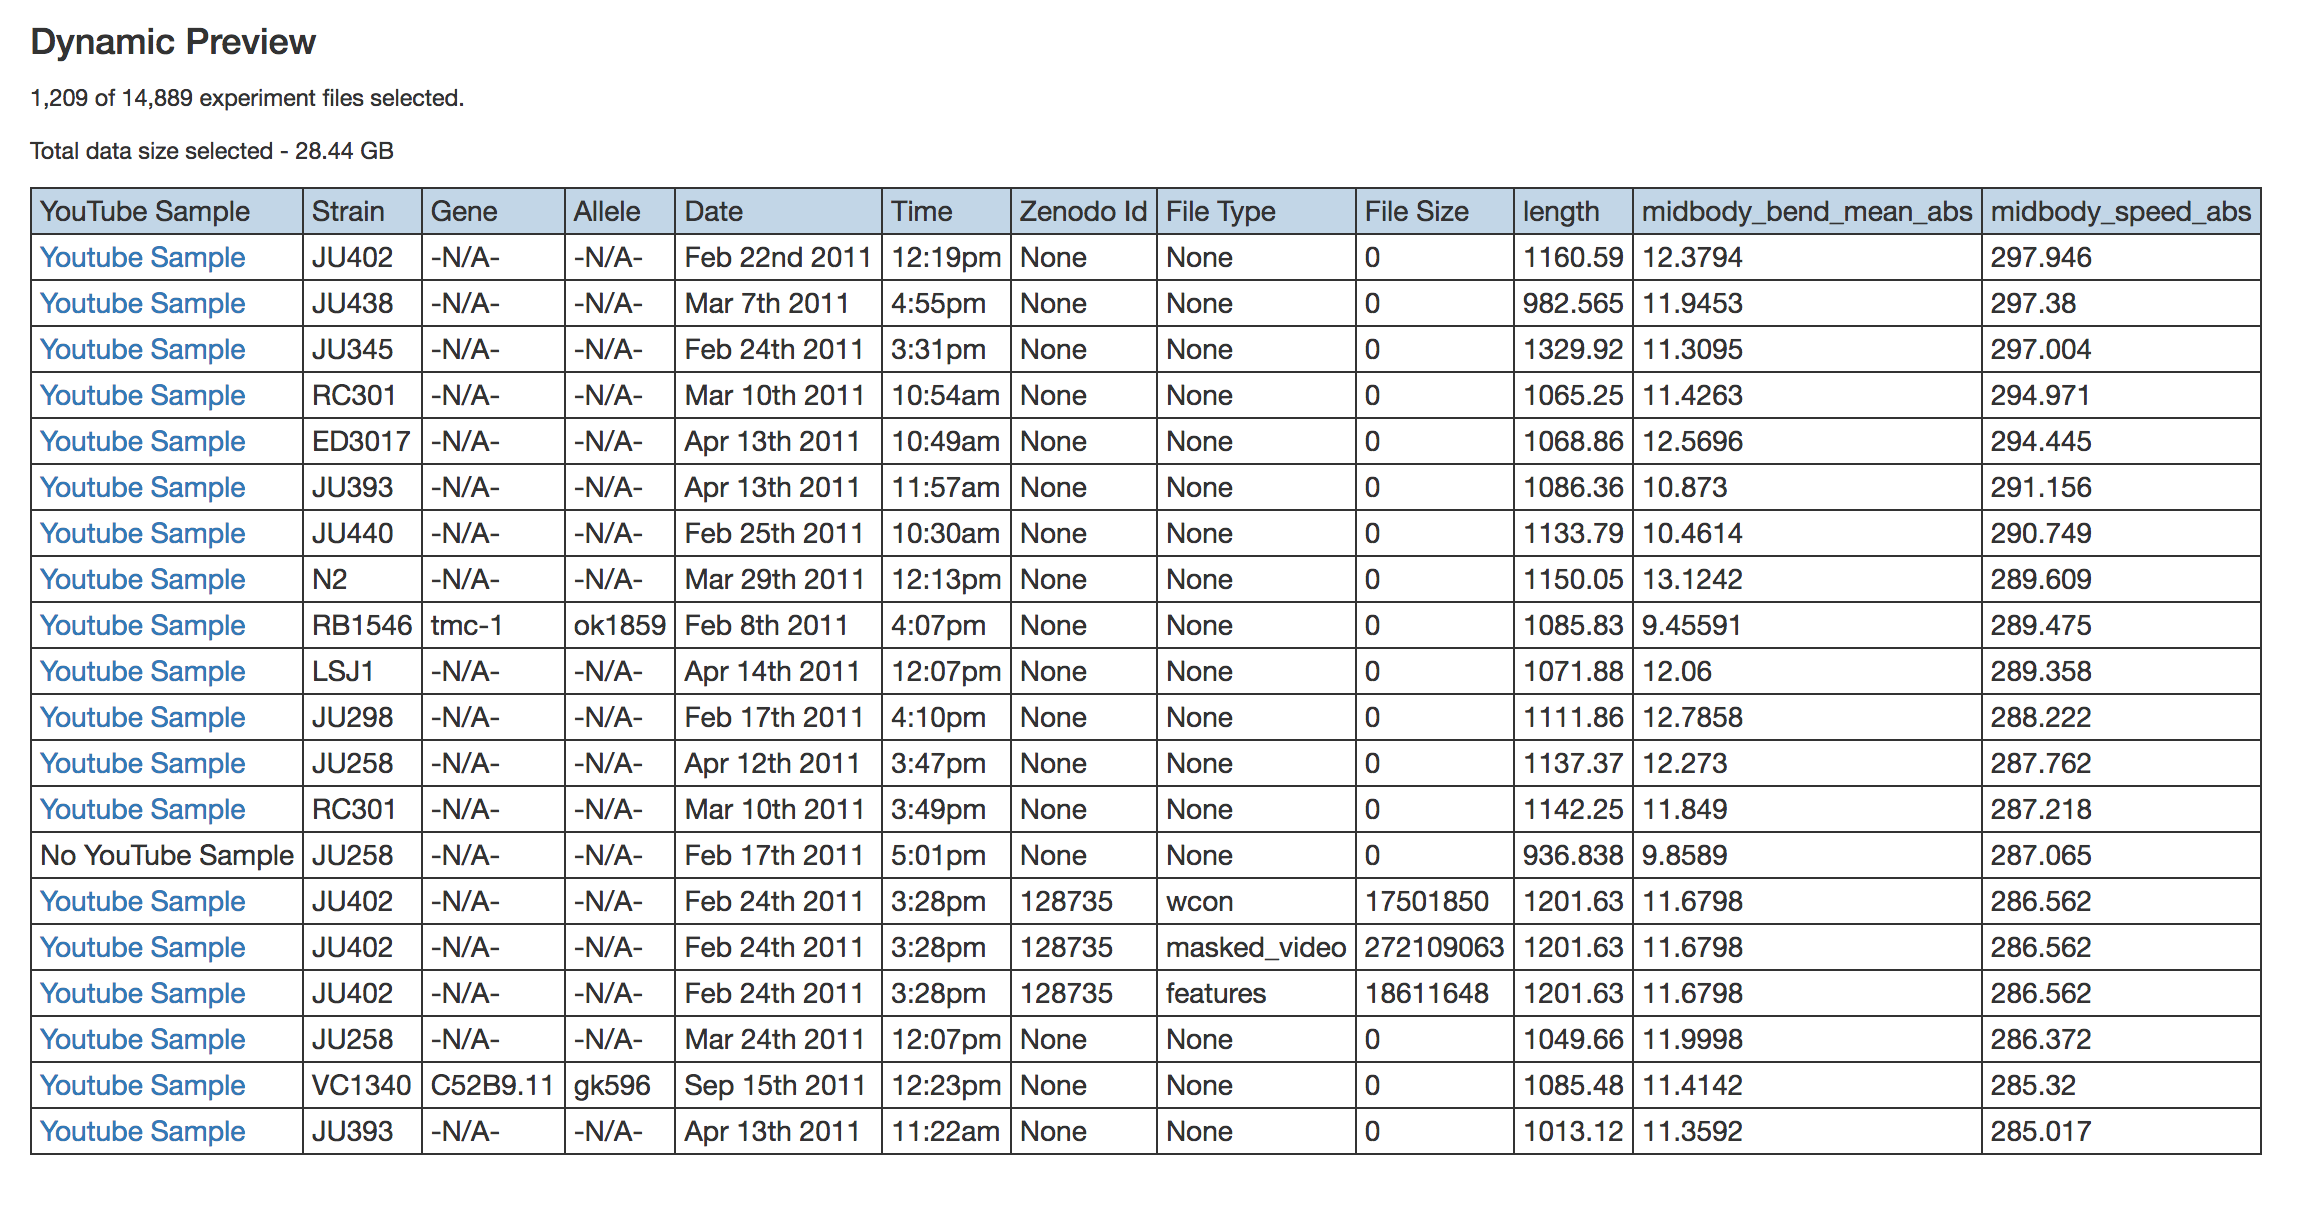 Dynamic Preview
1,209 of 14,889 experiment files selected.
Total data size selected - 28.44 GB
YouTube Sample Strain Gene Allele Date Time Zenodo Id File Type File Size length midbody_bend_mean_abs midbody_speed_abs
Youtube Sample JU402 -N/A- -N/A- Feb 22nd 2011 12:19pm None None 0 1160.59 12.3794 297.946
Youtube Sample JU438 -N/A- -N/A- Mar 7th 2011 4:55pm None None 0 982.565 11.9453 297.38
Youtube Sample JU345 -N/A- -N/A- Feb 24th 2011 3:31pm None None 0 1329.92 11.3095 297.004
Youtube Sample RC301 -N/A- -N/A- Mar 10th 2011 10:54am None None 0 1065.25 11.4263 294.971
Youtube Sample ED3017 -N/A- -N/A- Apr 13th 2011 10:49am None None 0 1068.86 12.5696 294.445
Youtube Sample JU393 -N/A- -N/A- Apr 13th 2011 11:57am None None 0 1086.36 10.873 291.156
Youtube Sample JU440 -N/A- -N/A- Feb 25th 2011 10:30am None None 0 1133.79 10.4614 290.749
Youtube Sample N2 -N/A- -N/A- Mar 29th 2011 12:13pm None None 0 1150.05 13.1242 289.609
Youtube Sample RB1546 tmc-1 ok1859 Feb 8th 2011 4:07pm None None 0 1085.83 9.45591 289.475
Youtube Sample LSJ1 -N/A- -N/A- Apr 14th 2011 12:07pm None None 0 1071.88 12.06 289.358
Youtube Sample JU298 -N/A- -N/A- Feb 17th 2011 4:10pm None None 0 1111.86 12.7858 288.222
Youtube Sample JU258 -N/A- -N/A- Apr 12th 2011 3:47pm None None 0 1137.37 12.273 287.762
Youtube Sample RC301 -N/A- -N/A- Mar 10th 2011 3:49pm None None 0 1142.25 11.849 287.218
No YouTube Sample JU258 -N/A- -N/A- Feb 17th 2011 5:01pm None None 0 936.838 9.8589 287.065
Youtube Sample JU402 -N/A- -N/A- Feb 24th 2011 3:28pm 128735 wcon 17501850 1201.63 11.6798 286.562
Youtube Sample JU402 -N/A- -N/A- Feb 24th 2011 3:28pm 128735 masked_video 272109063 1201.63 11.6798 286.562
Youtube Sample JU402 -N/A- -N/A- Feb 24th 2011 3:28pm 128735 features 18611648 1201.63 11.6798 286.562
Youtube Sample JU258 -N/A- -N/A- Mar 24th 2011 12:07pm None None 0 1049.66 11.9998 286.372
Youtube Sample VC1340 C52B9.11 gk596 Sep 15th 2011 12:23pm None None 0 1085.48 11.4142 285.32
Youtube Sample JU393 -N/A- -N/A- Apr 13th 2011 11:22am None None 0 1013.12 11.3592 285.017